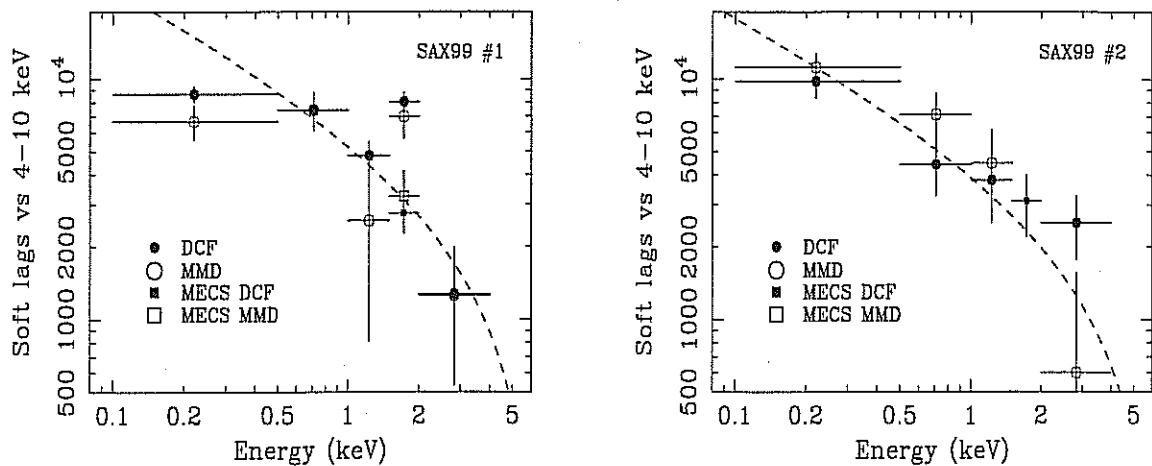 Soft lags vs 4-10 keV
10⁴
5000
2000
1000
500
SAX99 #1
DCF
MMD
MECS DCF
MECS MMD
0.1 0.2 0.5 1 2 5
Energy (keV)
Soft lags vs 4-10 keV
10⁴
5000
2000
1000
500
SAX99 #2
DCF
MMD
MECS DCF
MECS MMD
0.1 0.2 0.5 1 2 5
Energy (keV)